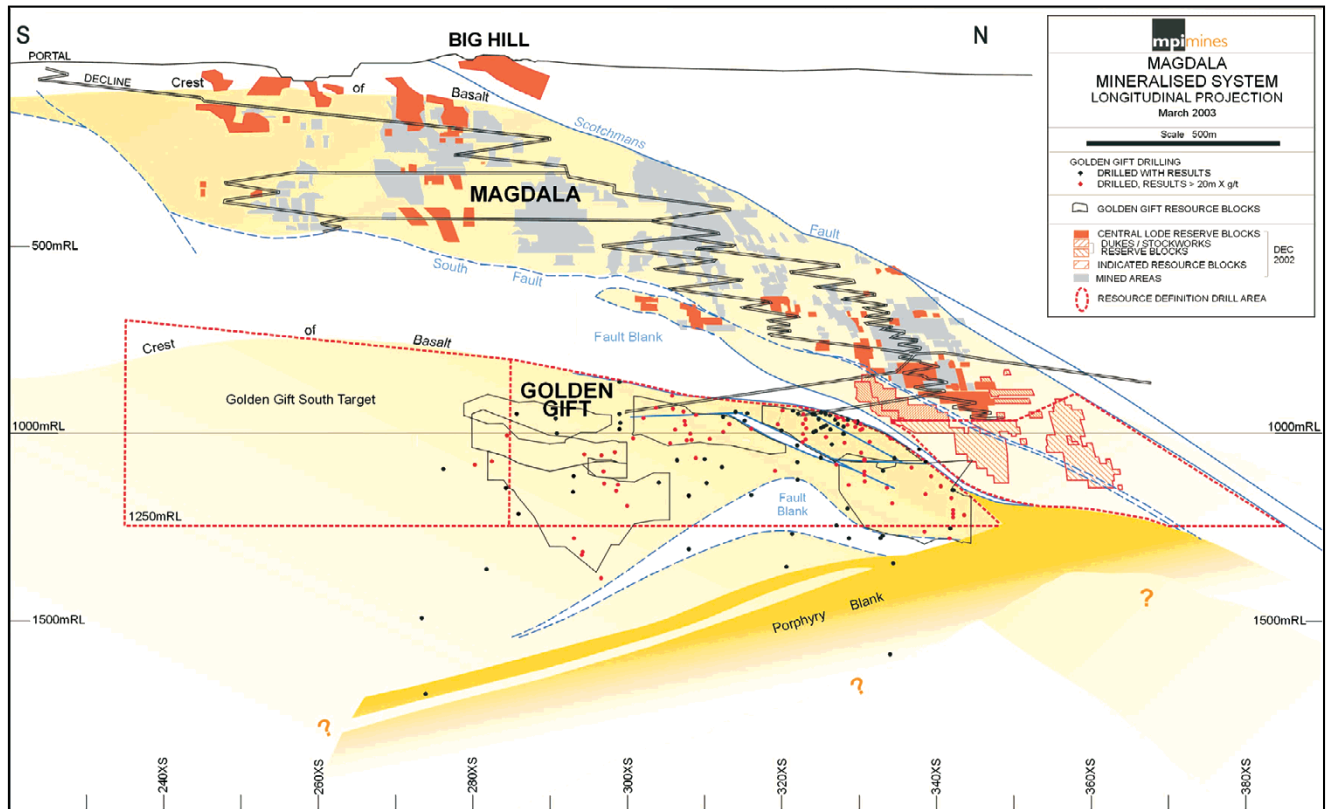 S
BIG HILL
N
PORTAL
DECLINE
Crest of Basalt
Scotchmans
Fault
MAGDALA
500mRL
South Fault
Fault Blank
Crest of Basalt
Golden Gift South Target
GOLDEN
GIFT
1000mRL
1000mRL
1250mRL
Fault
Blank
1500mRL
1500mRL
Porphyry Blank
?
?
?
240XS
260XS
280XS
300XS
320XS
340XS
360XS
380XS
mpimines
MAGDALA
MINERALISED SYSTEM
LONGITUDINAL PROJECTION
March 2003
Scale 500m
GOLDEN GIFT DRILLING
DRILLED WITH RESULTS
DRILLED, RESULTS > 20m X g/t
GOLDEN GIFT RESOURCE BLOCKS
CENTRAL LODE RESERVE BLOCKS
DUKES / STOCKWORKS
RESERVE BLOCKS
INDICATED RESOURCE BLOCKS
DEC
2002
MINED AREAS
RESOURCE DEFINITION DRILL AREA